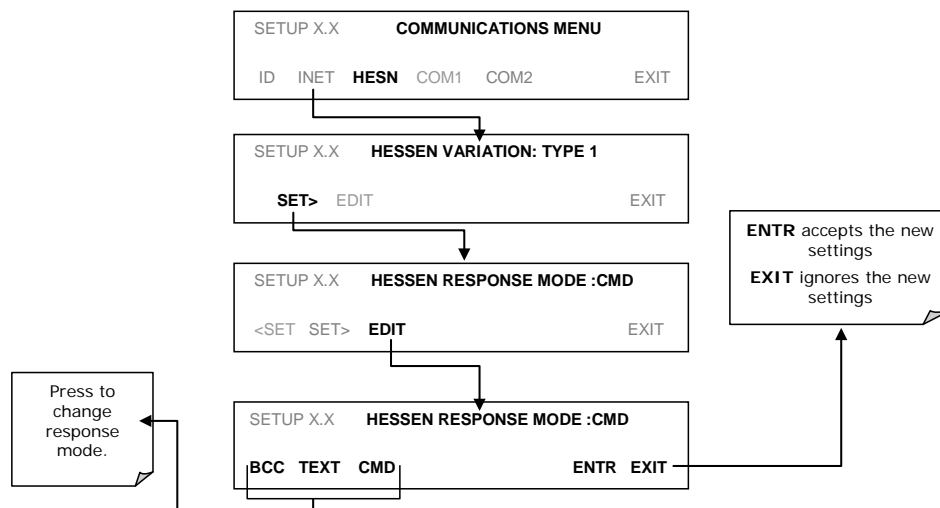 SETUP X.X COMMUNICATIONS MENU
ID INET HESN COM1 COM2 EXIT
SETUP X.X HESSEN VARIATION: TYPE 1
SET> EDIT EXIT
ENTR accepts the new
settings
EXIT ignores the new
settings
SETUP X.X HESSEN RESPONSE MODE :CMD
<SET SET> EDIT EXIT
Press to
change
response
mode.
SETUP X.X HESSEN RESPONSE MODE :CMD
BCC TEXT CMD ENTR EXIT